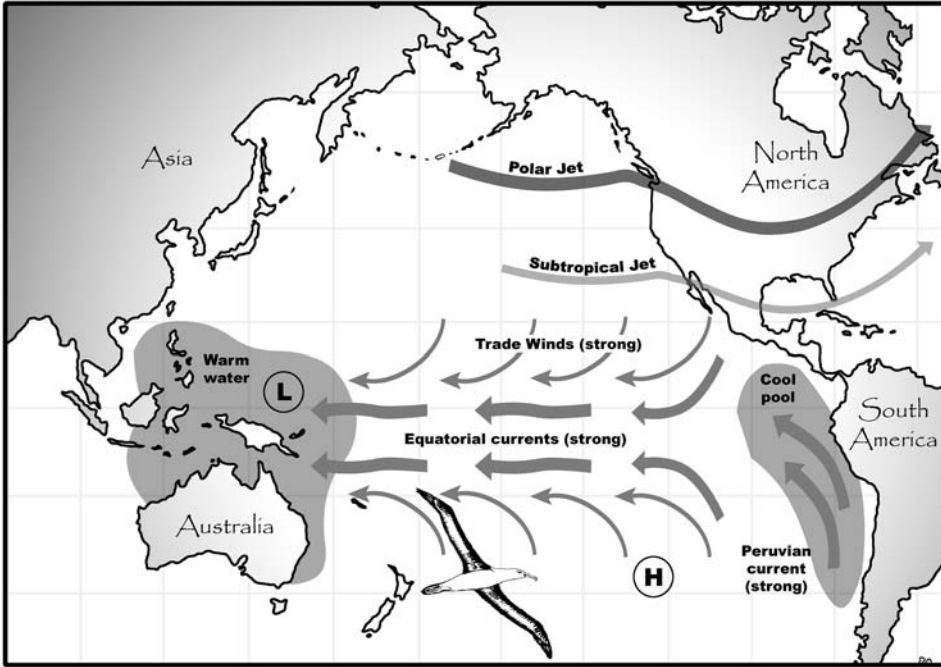 Asia
Polar Jet
North
America
Subtropical Jet
Trade Winds (strong)
Warm
water
L
Cool
pool
South
America
Equatorial currents (strong)
Australia
H
Peruvian
current
(strong)